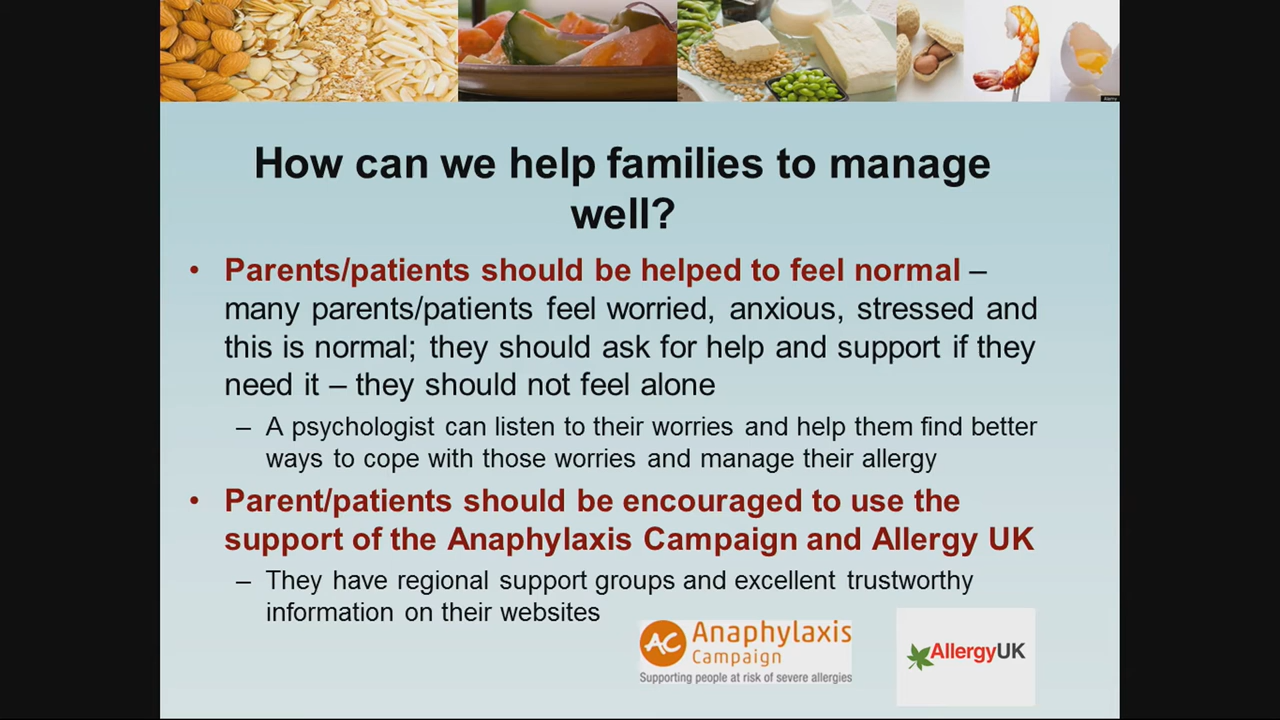 How can we help families to manage
well?
• Parents/patients should be helped to feel normal –
many parents/patients feel worried, anxious, stressed and
this is normal; they should ask for help and support if they
need it – they should not feel alone
– A psychologist can listen to their worries and help them find better
ways to cope with those worries and manage their allergy
• Parent/patients should be encouraged to use the
support of the Anaphylaxis Campaign and Allergy UK
– They have regional support groups and excellent trustworthy
information on their websites
AC Anaphylaxis
Campaign
Supporting people at risk of severe allergies
AllergyUK